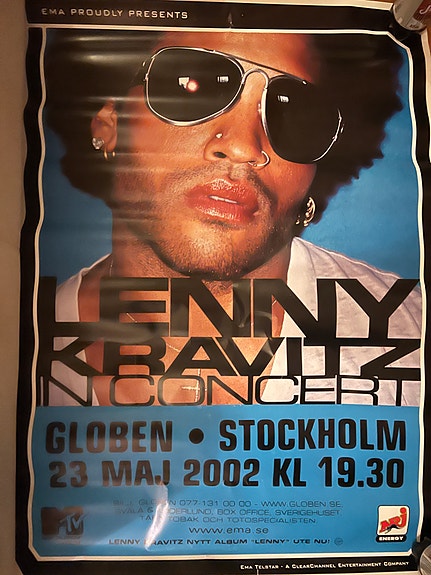 EMA PROUDLY PRESENTS
LENNY
KRAVITZ
IN CONCERT
GLOBEN • STOCKHOLM
23 MAJ 2002 KL 19.30
GLOBEN 077-131 00 00 - WWW.GLOBEN.SE,
BOX OFFICE, SVERIGEHUSET,
TOBAK OCH TOTOSPECIALISTEN
www.ema.se
LENNY KRAVITZ NYTT ALBUM "LENNY" UTE NU!
MTV
NRJ
ENERGY
EMA TELSTAR - A CLEARCHANNEL ENTERTAINMENT COMPANY